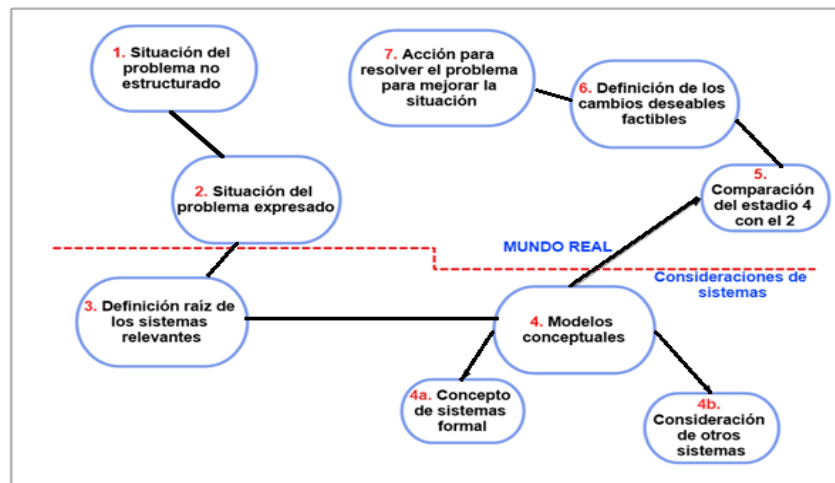 1. Situación del
problema no
estructurado
7. Acción para
resolver el problema
para mejorar la
situación
6. Definición de los
cambios deseables
factibles
2. Situación del
problema expresado
5.
Comparación
del estadio 4
con el 2
MUNDO REAL
Consideraciones de
sistemas
3. Definición raíz de
los sistemas
relevantes
4. Modelos
conceptuales
4a. Concepto
de sistemas
formal
4b.
Consideración
de otros
sistemas